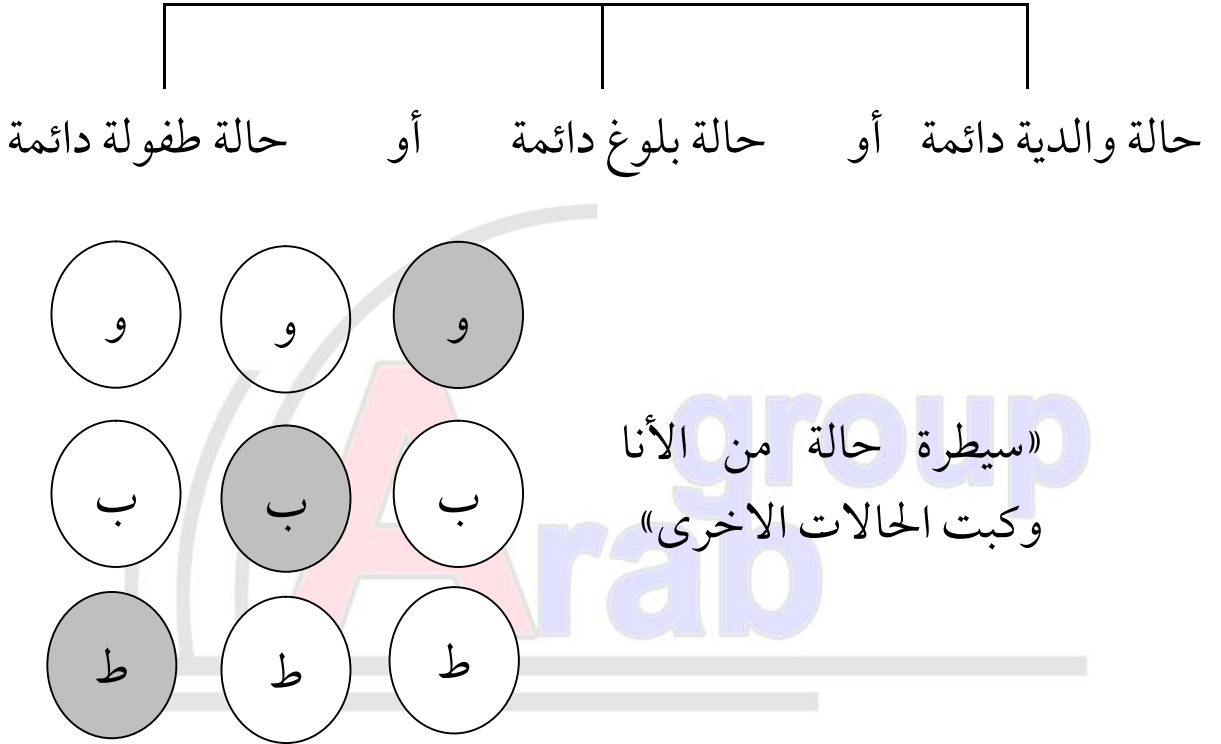 حالة والدية دائمة أو حالة بلوغ دائمة أو حالة طفولة دائمة
و و و
«سيطرة حالة من الأنا
وكبت الحالات الاخرى»
ب ب ب
ط ط ط
group
Arab